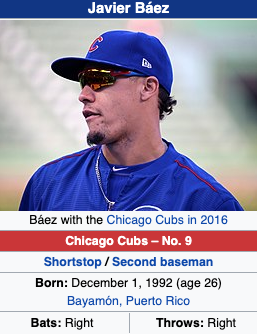 Javier Báez
Báez with the Chicago Cubs in 2016
Chicago Cubs – No. 9
Shortstop / Second baseman
Born: December 1, 1992 (age 26)
Bayamón, Puerto Rico
Bats: Right Throws: Right